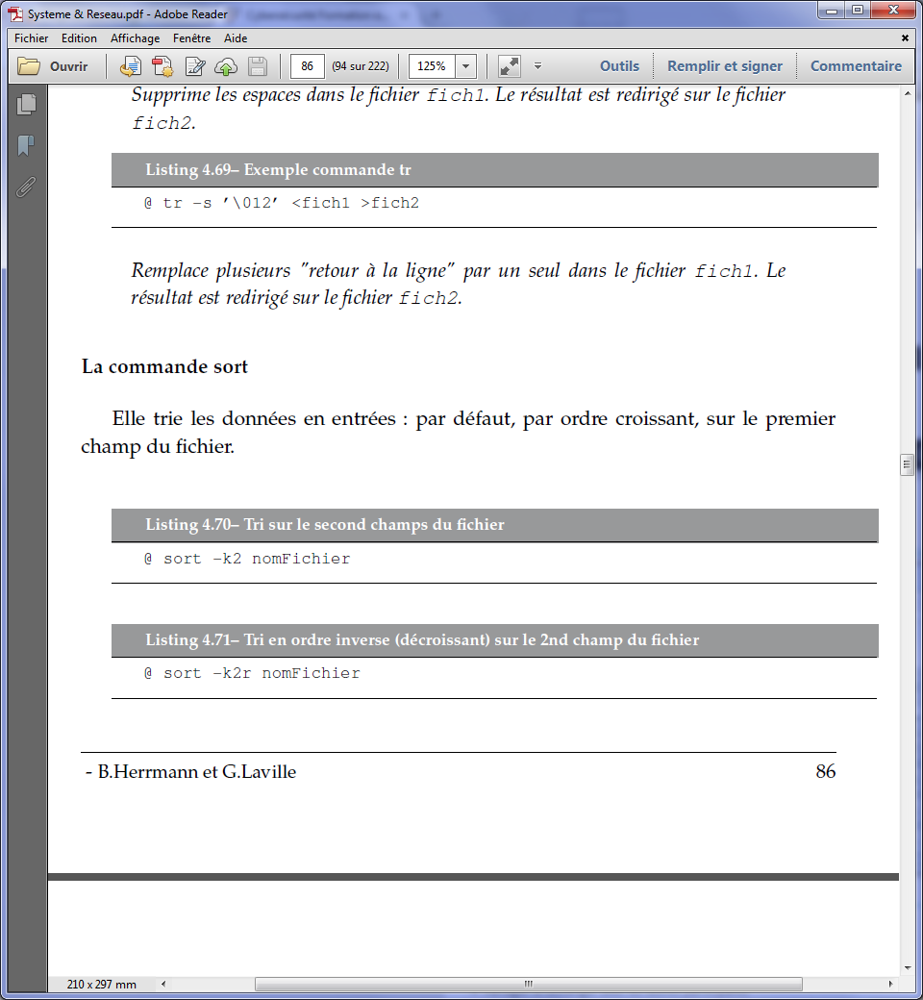 Systeme & Reseau.pdf - Adobe Reader
Fichier Edition Affichage Fenêtre Aide
Ouvrir 86 (94 sur 222) 125% Outils Remplir et signer Commentaire
Supprime les espaces dans le fichier fich1. Le résultat est redirigé sur le fichier
fich2.
Listing 4.69– Exemple commande tr
@ tr -s '\012' <fich1 >fich2
Remplace plusieurs "retour à la ligne" par un seul dans le fichier fich1. Le
résultat est redirigé sur le fichier fich2.
La commande sort
Elle trie les données en entrées : par défaut, par ordre croissant, sur le premier
champ du fichier.
Listing 4.70– Tri sur le second champs du fichier
@ sort -k2 nomFichier
Listing 4.71– Tri en ordre inverse (décroissant) sur le 2nd champ du fichier
@ sort -k2r nomFichier
- B.Herrmann et G.Laville 86
210 x 297 mm